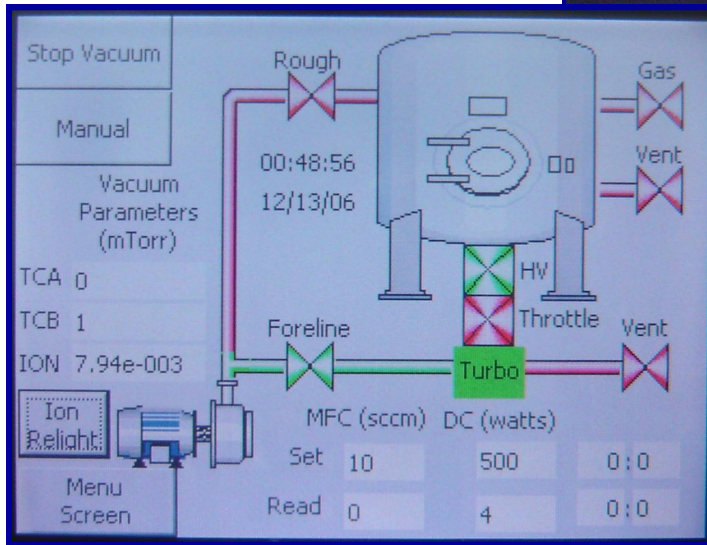 Stop Vacuum
Rough
Gas
Manual
00:48:56
Vent
Vacuum
Parameters
(mTorr)
12/13/06
HV
TCA 0
TCB 1
Foreline
Throttle
Vent
ION 7.94e-003
Turbo
Ion
Relight
MFC (sccm) DC (watts)
Set 10 500 0:0
Menu
Screen
Read 0 4 0:0